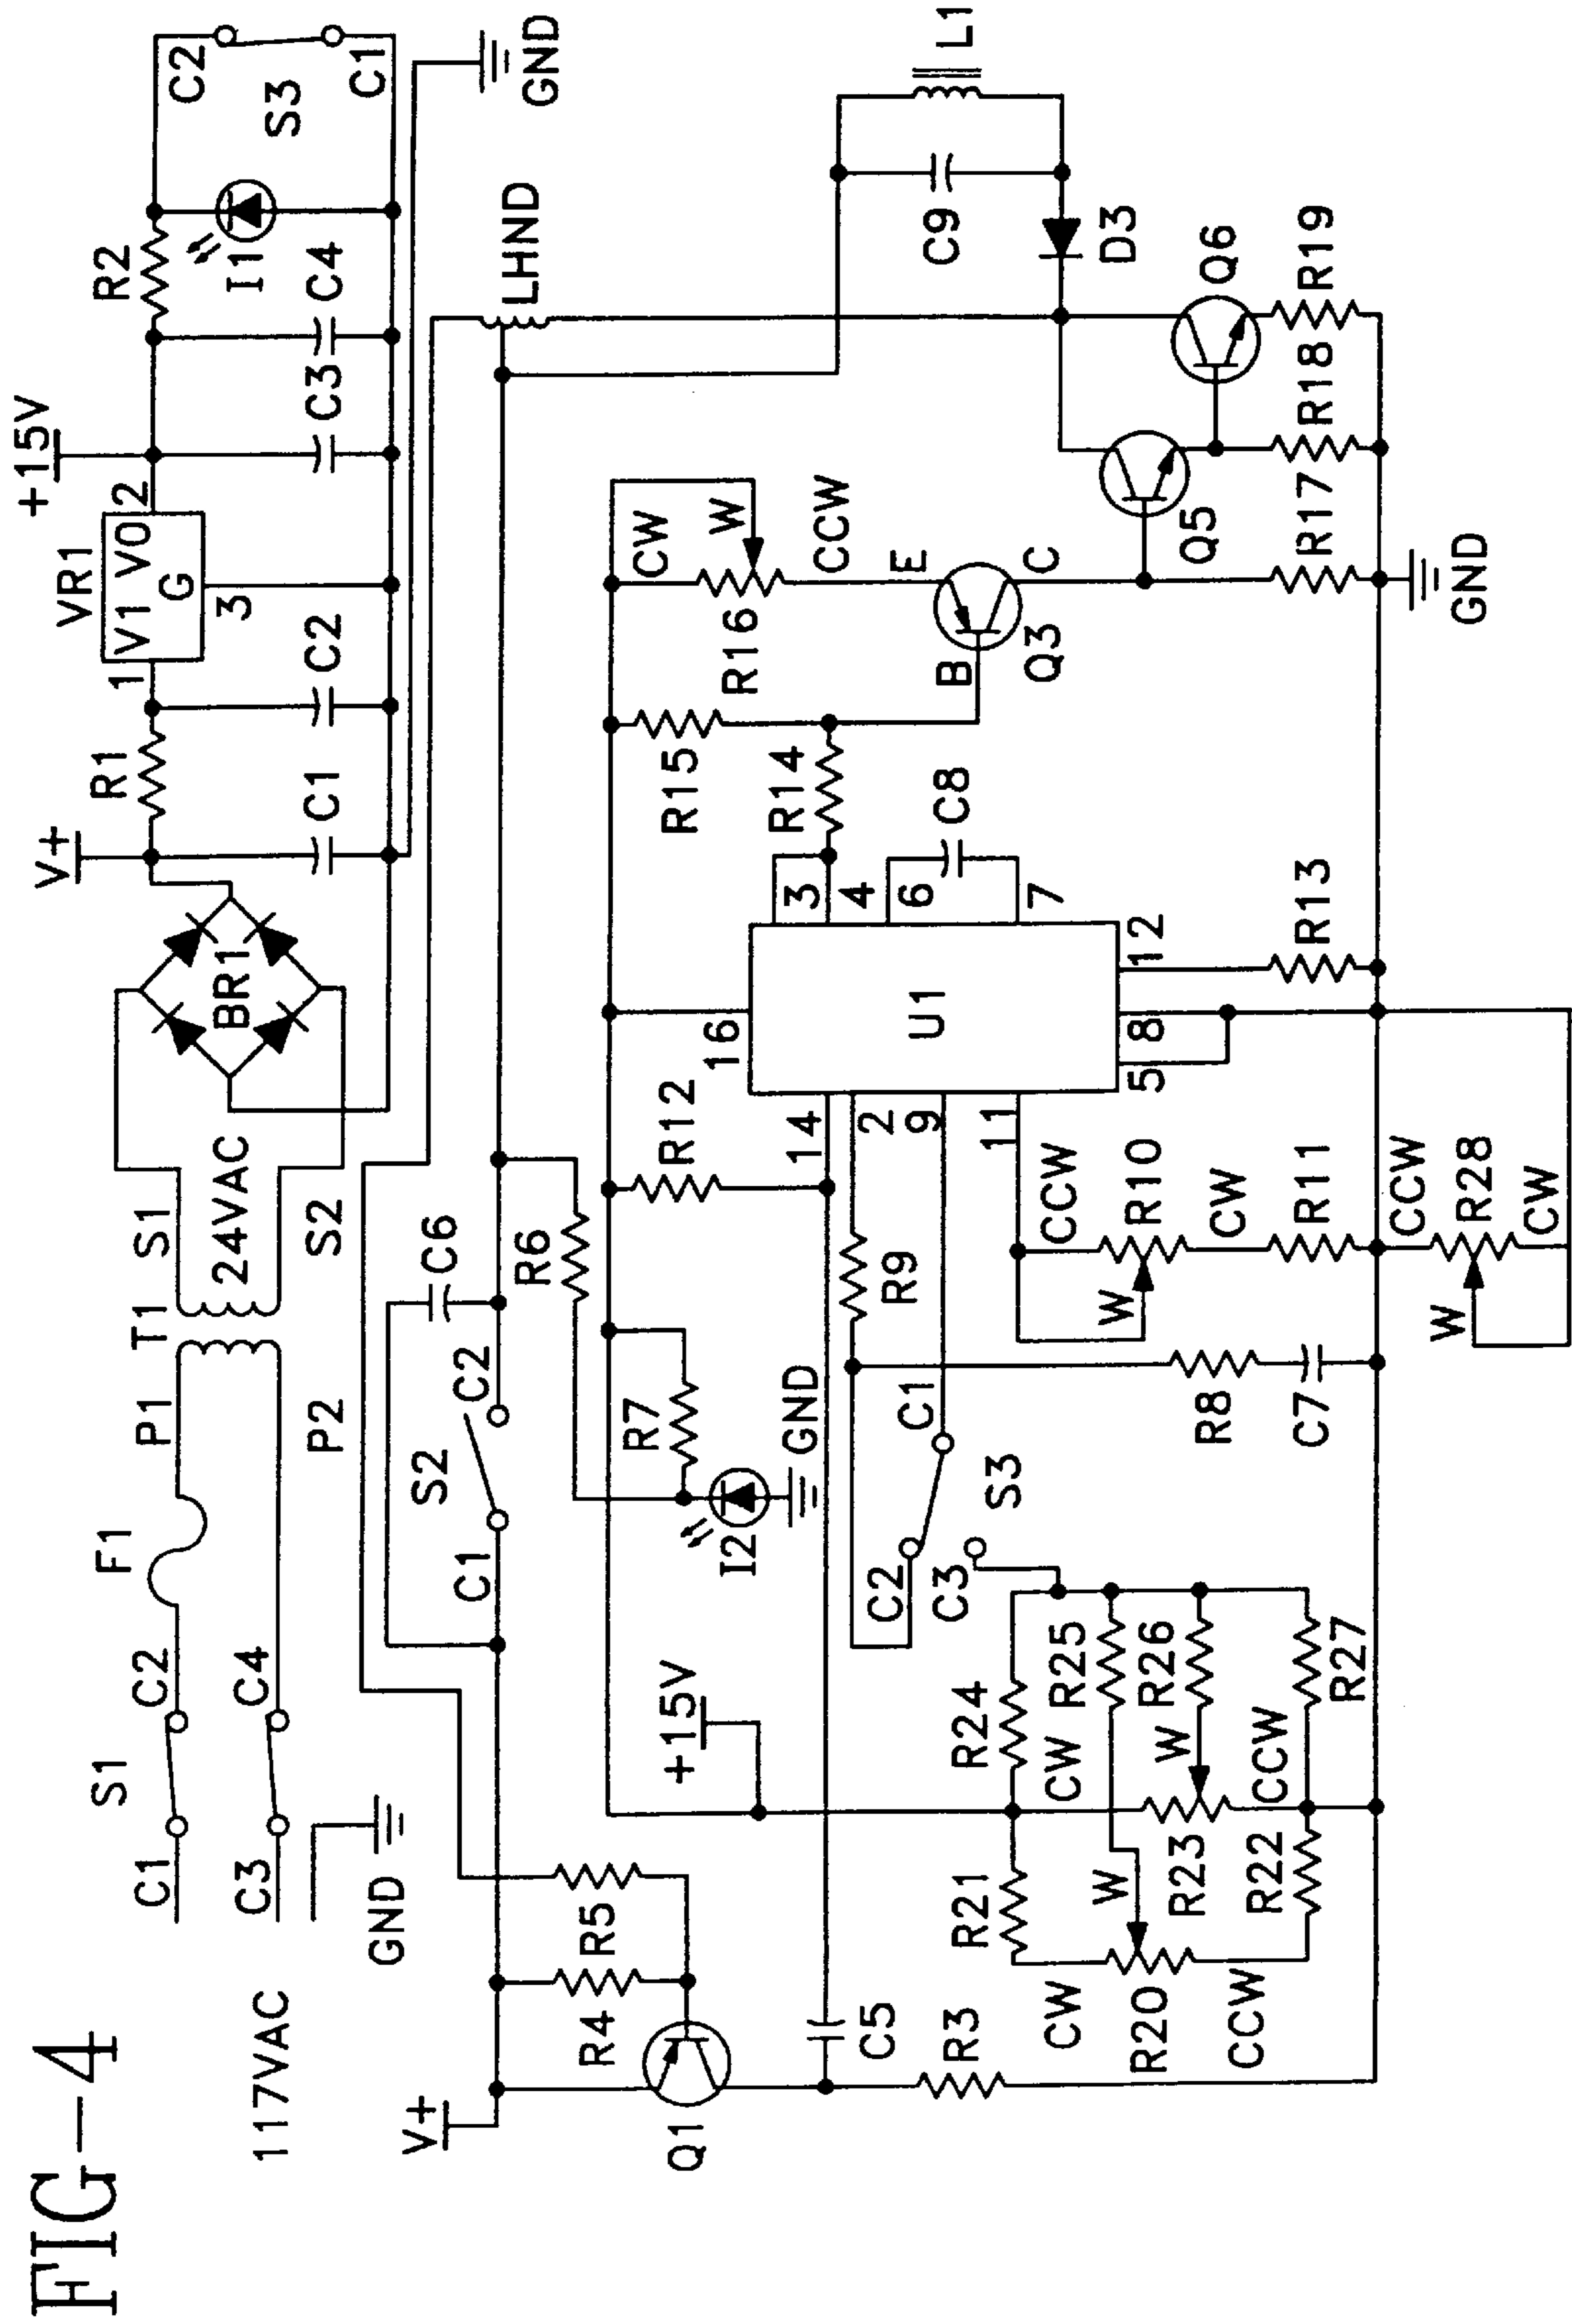 FIG-4
117VAC
C1
S1
C2
F1
P1
T1
S1
24VAC
C3
C4
P2
S2
GND
BR1
V+
R1
1
VR1
V1 V0
G
3
2
+15V
R2
C1
C2
C3
C4
I1
C2
S3
C1
GND
V+
C1
S2
C2
C6
LHND
R4
R5
Q1
R6
R7
I2
GND
+15V
R12
16
U1
14
2
9
11
3
4
6
7
5
8
12
R15
R14
C8
R16
CW
W
CCW
E
B
C
Q3
C9
L1
D3
Q5
Q6
R17
R18
R19
GND
R13
C5
R3
R9
C1
C2
C3
S3
R8
C7
CCW
R10
W
CW
R11
CCW
R28
W
CW
R21
R24
CW
R25
R26
W
R23
CCW
R27
R22
W
CW
R20
CCW